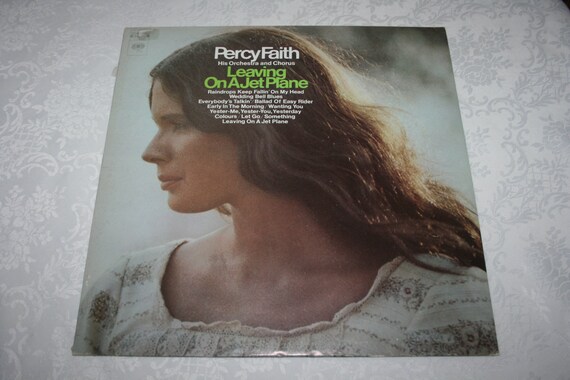 Percy Faith
His Orchestra and Chorus
Leaving
On A Jet Plane
Raindrops Keep Fallin' On My Head
Wedding Bell Blues
Everybody's Talkin' · Ballad Of Easy Rider
Early In The Morning · Wanting You
Yester-Me, Yester-You, Yesterday
Colours · Let Go · Something
Leaving On A Jet Plane